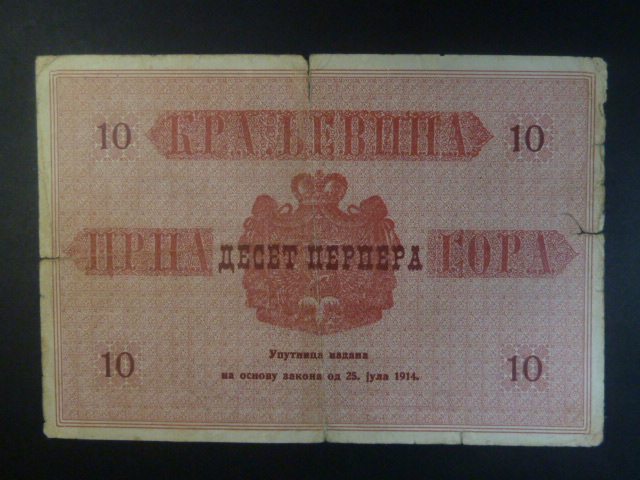 10 КРАЉЕВИНА 10
ЦРНА ДЕСЕТ ПЕРПЕРА ГОРА
Упутница издана
10 на основу закона од 25. јула 1914. 10